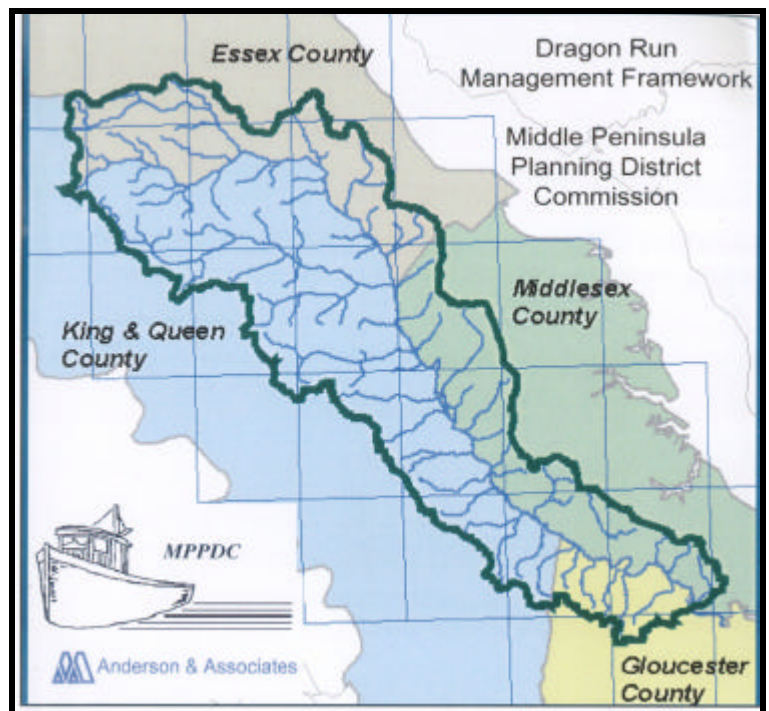 Essex County
Dragon Run
Management Framework
Middle Peninsula
Planning District
Commission
Middlesex
County
King & Queen
County
MPPDC
Anderson & Associates
Gloucester
County